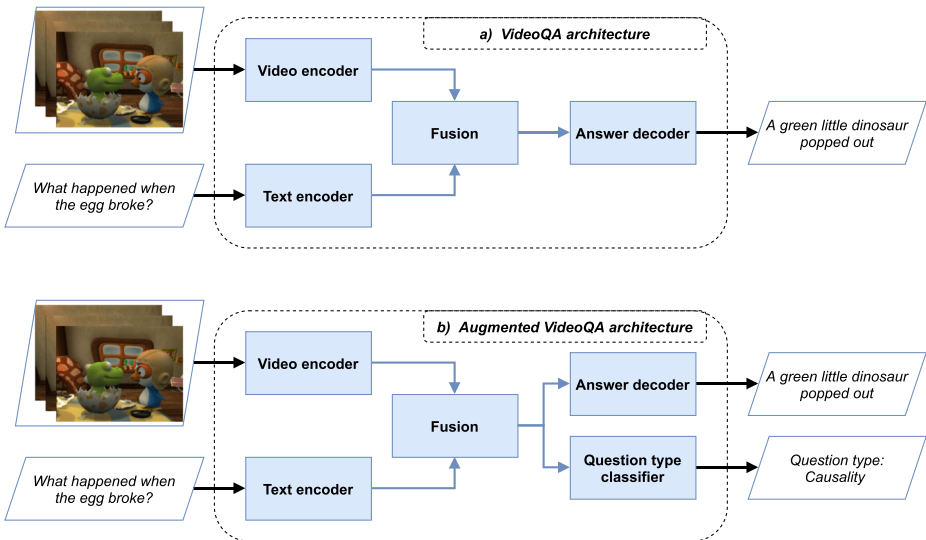 a) VideoQA architecture
Video encoder
Fusion
Answer decoder
A green little dinosaur
popped out
What happened when
the egg broke?
Text encoder
b) Augmented VideoQA architecture
Video encoder
Answer decoder
A green little dinosaur
popped out
Fusion
What happened when
the egg broke?
Text encoder
Question type
classifier
Question type:
Causality